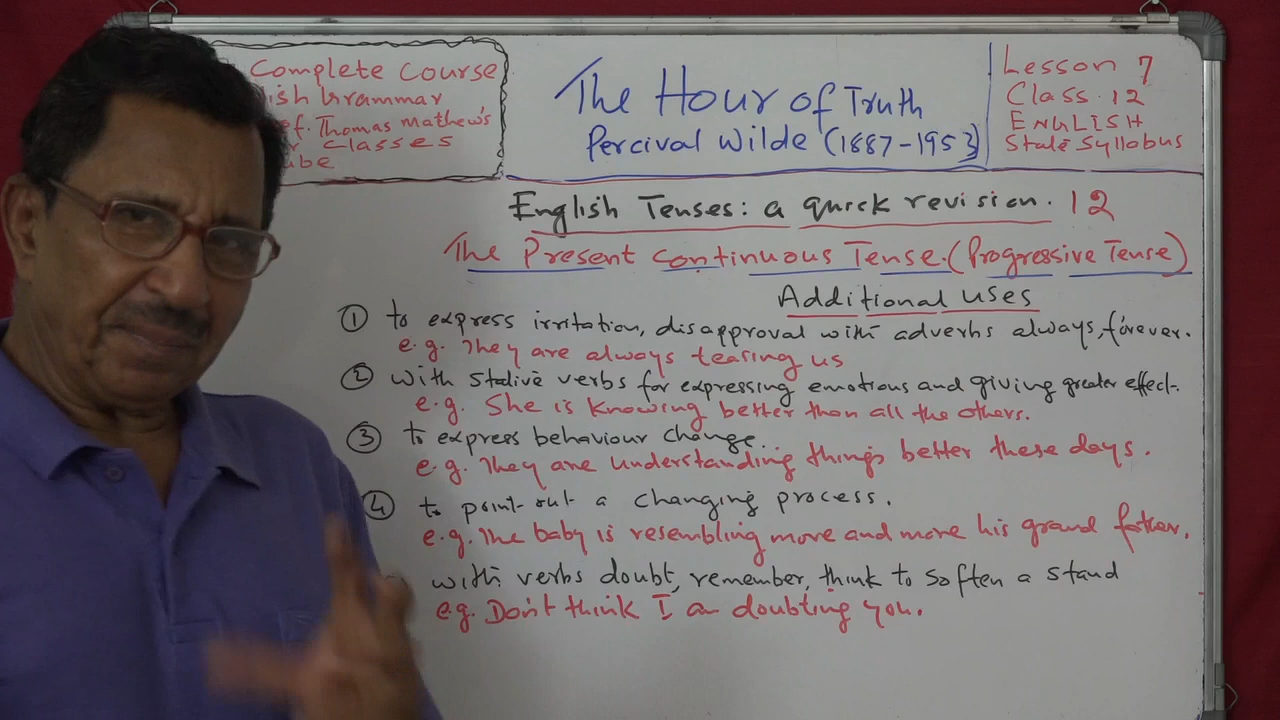 Complete Course
ish Grammar
ef. Thomas Mathew's
r Classes
ube
The Hour of Truth
Percival Wilde (1887-1953)
Lesson 7
Class 12
ENGLISH
State Syllabus
English Tenses: a quick revision. 12
The Present Continuous Tense. (Progressive Tense)
Additional uses
① to express irritation, disapproval with adverbs always, forever.
e.g. They are always teasing us
② with stative verbs for expressing emotions and giving greater effect.
e.g. She is knowing better than all the others.
③ to express behaviour change.
e.g. They are understanding things better these days.
④ to point out a changing process.
e.g. The baby is resembling more and more his grand father.
with verbs doubt, remember, think to soften a stand
e.g. Don't think I am doubting you.